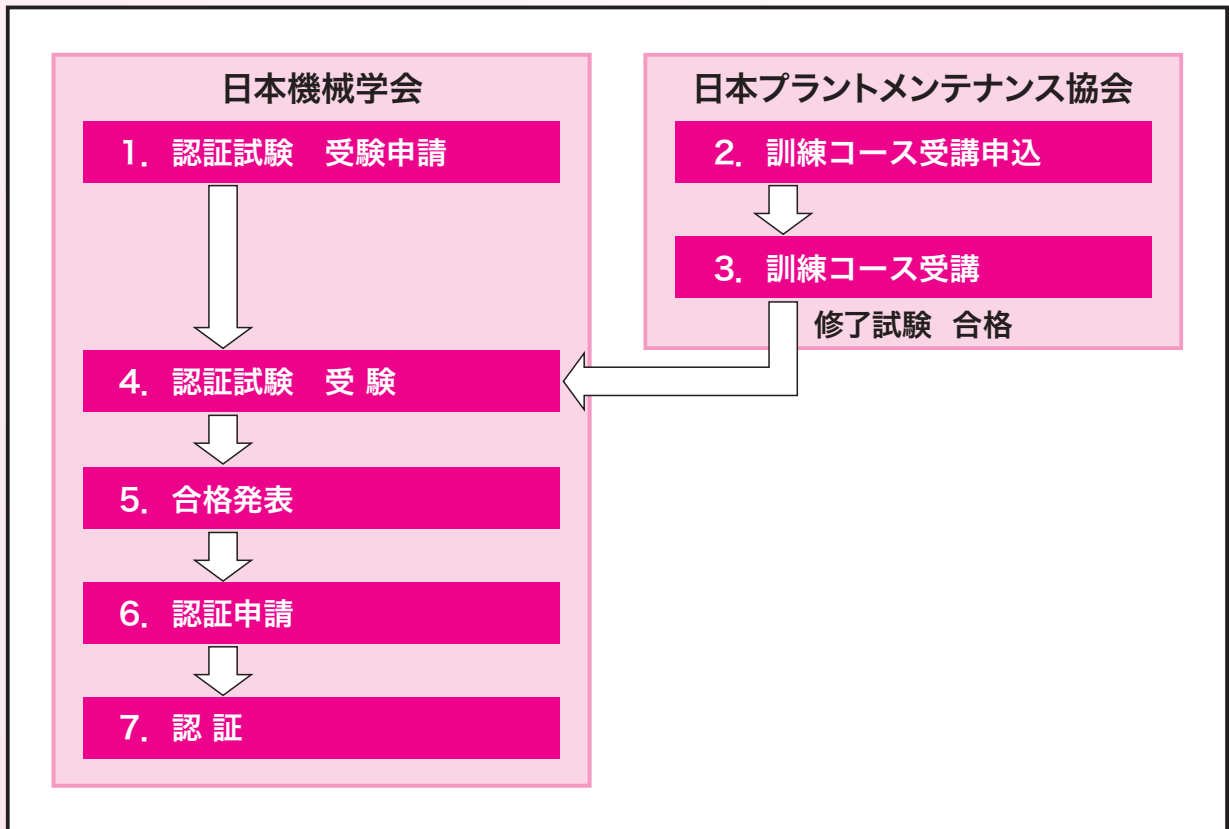 日本機械学会
1. 認証試験　受験申請
4. 認証試験　受 験
5. 合格発表
6. 認証申請
7. 認 証
日本プラントメンテナンス協会
2. 訓練コース受講申込
3. 訓練コース受講
修了試験 合格